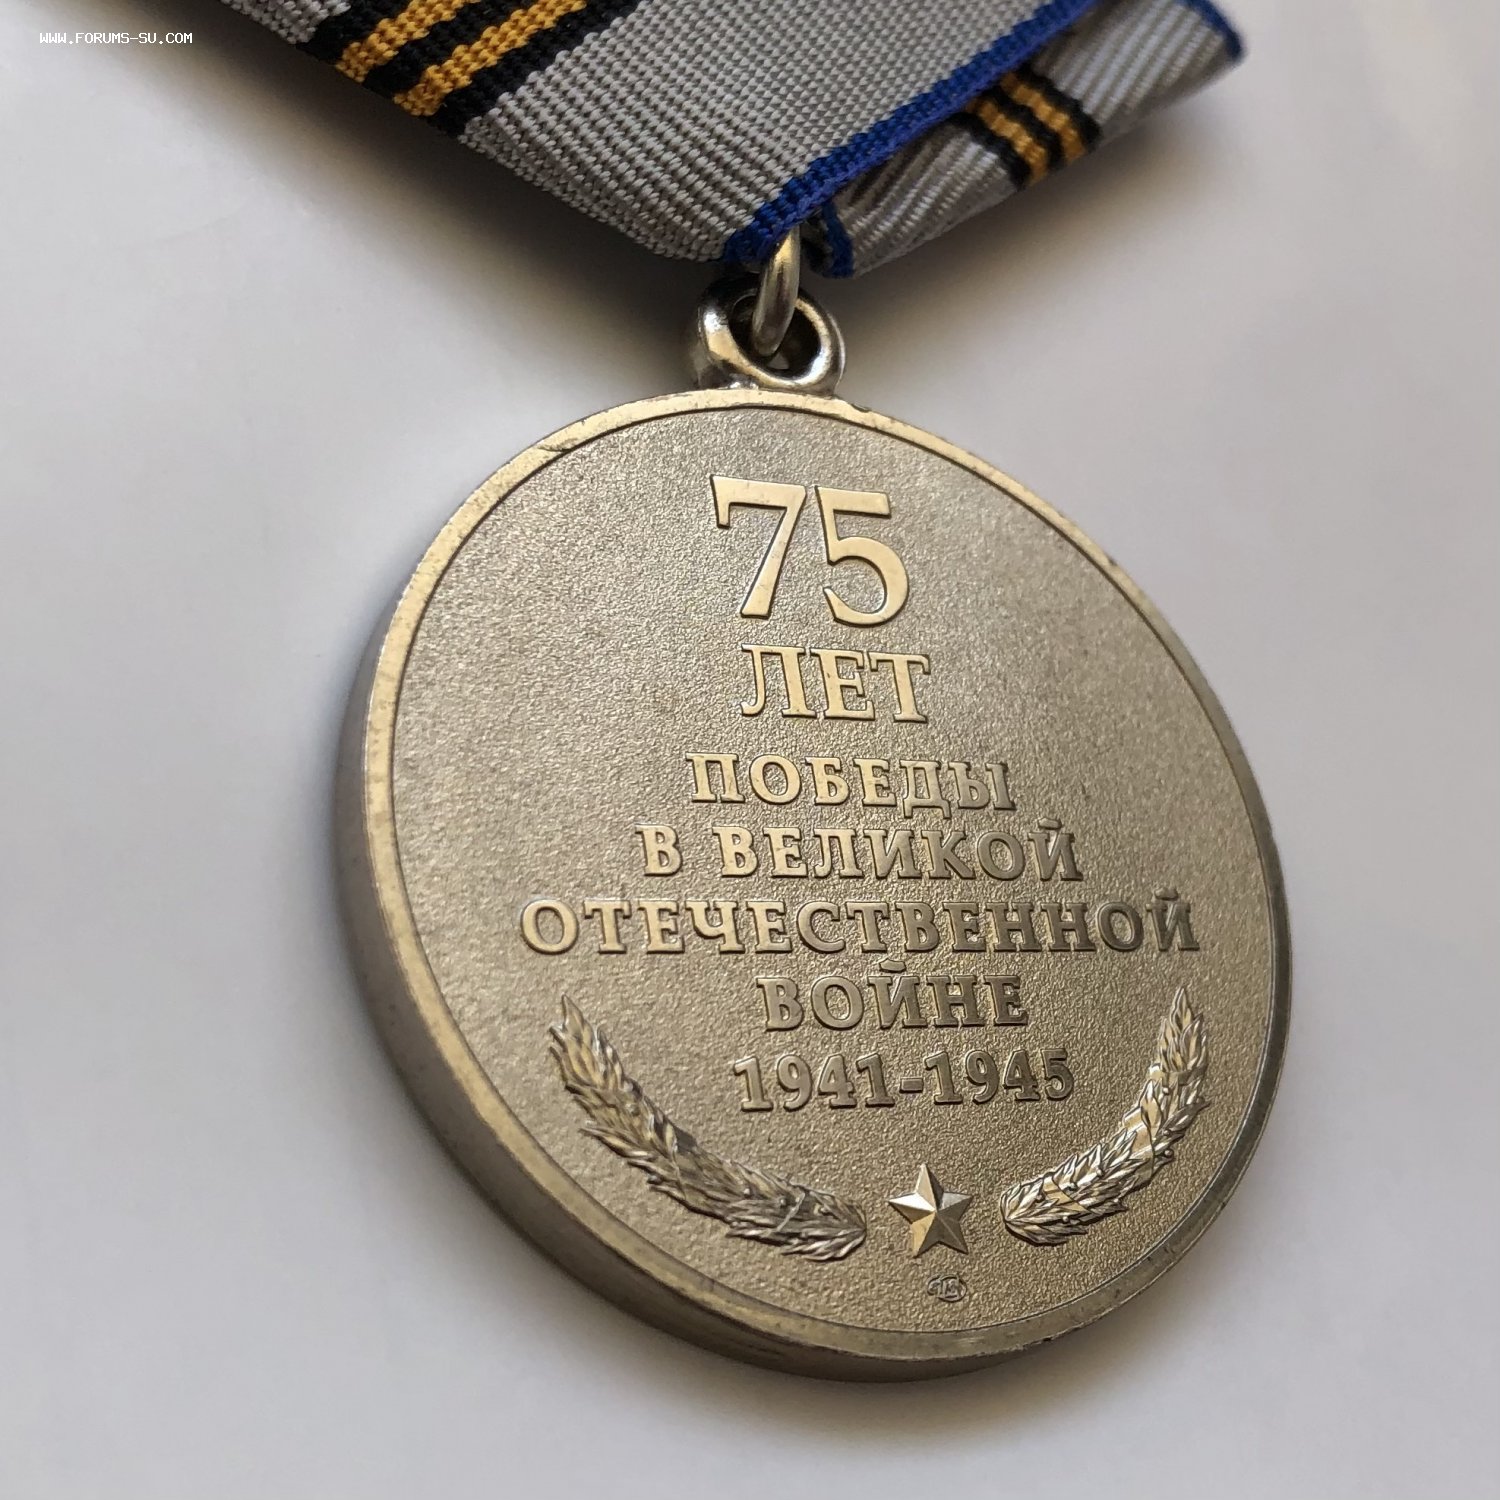 WWW.FORUMS-SU.COM
75
ЛЕТ
ПОБЕДЫ
В ВЕЛИКОЙ
ОТЕЧЕСТВЕННОЙ
ВОЙНЕ
1941-1945